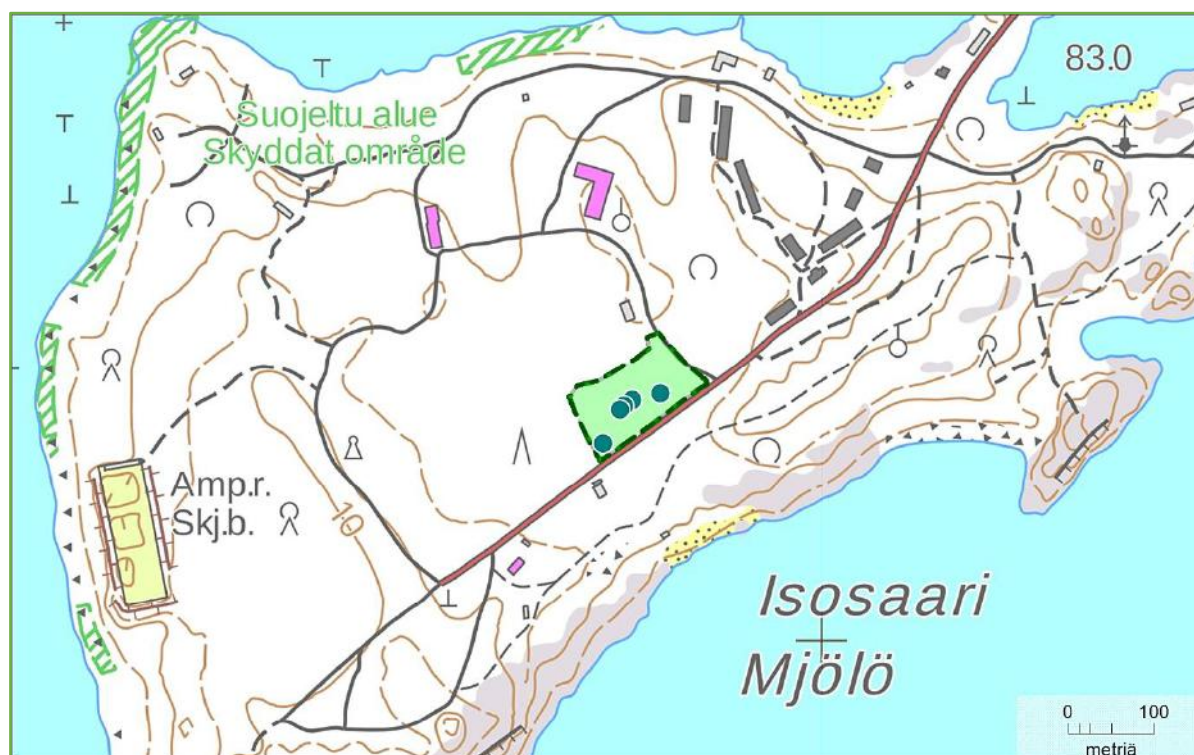 83.0
Suojeltu alue
Skyddat område
Amp.r.
Skj.b.
10
Isosaari
Mjölö
0 100
metriä